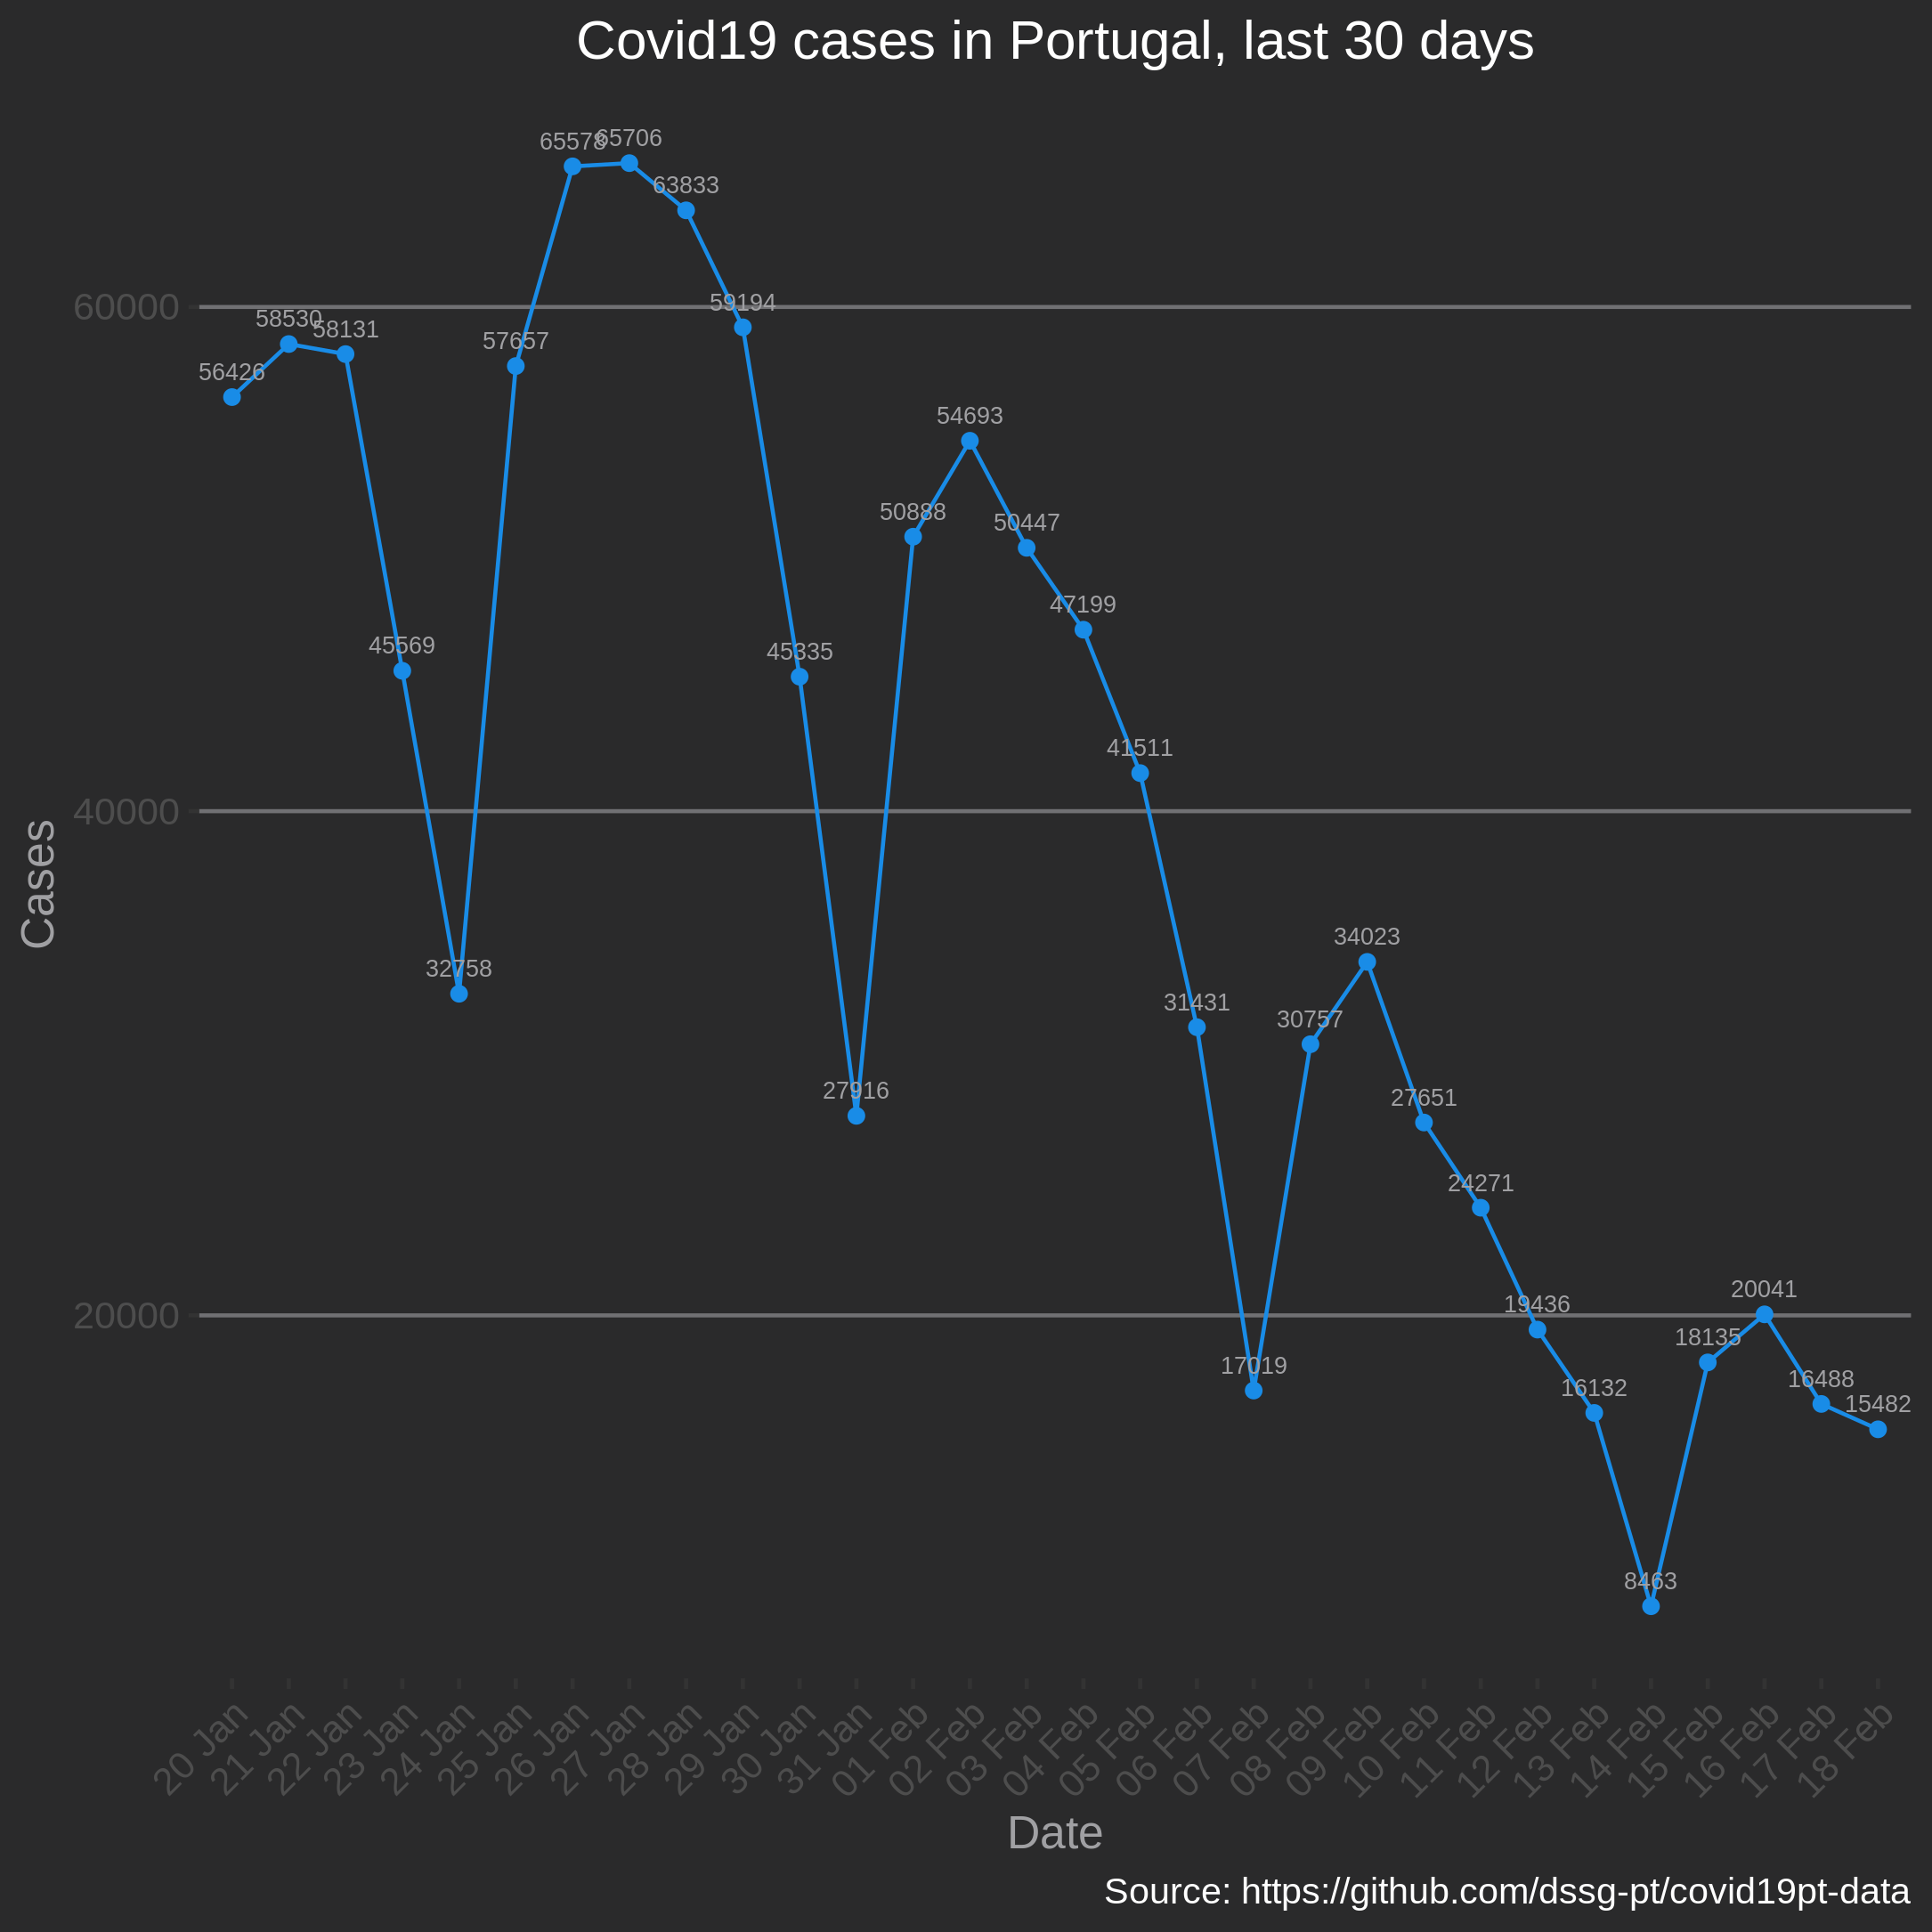 Covid19 cases in Portugal, last 30 days
Cases
60000
40000
20000
56426
58530
58131
45569
32758
57657
65578
65706
63833
59194
45335
27916
50888
54693
50447
47199
41511
31431
17019
30757
34023
27651
24271
19436
16132
8463
18135
20041
16488
15482
20 Jan
21 Jan
22 Jan
23 Jan
24 Jan
25 Jan
26 Jan
27 Jan
28 Jan
29 Jan
30 Jan
31 Jan
01 Feb
02 Feb
03 Feb
04 Feb
05 Feb
06 Feb
07 Feb
08 Feb
09 Feb
10 Feb
11 Feb
12 Feb
13 Feb
14 Feb
15 Feb
16 Feb
17 Feb
18 Feb
Date
Source: https://github.com/dssg-pt/covid19pt-data